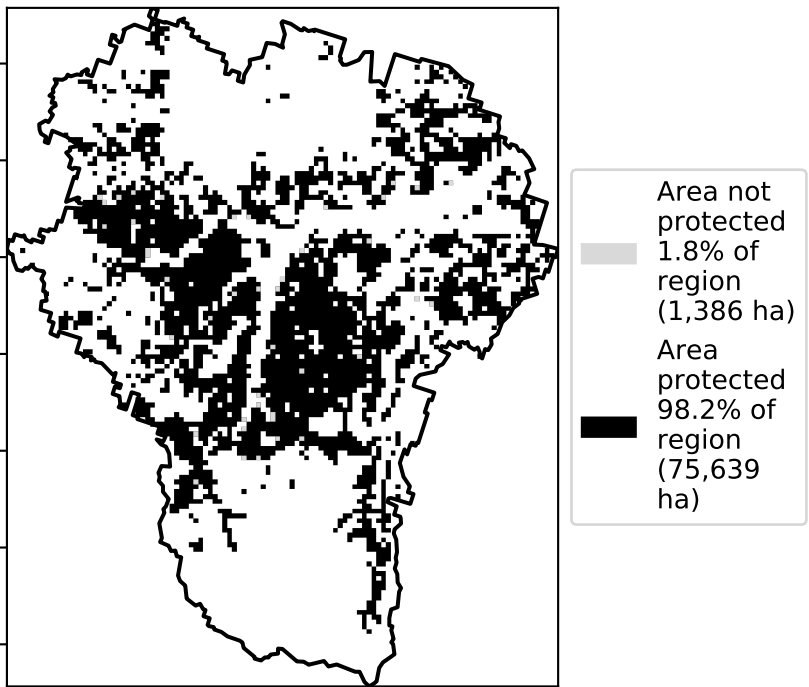 Area not
protected
1.8% of
region
(1,386 ha)
Area
protected
98.2% of
region
(75,639
ha)